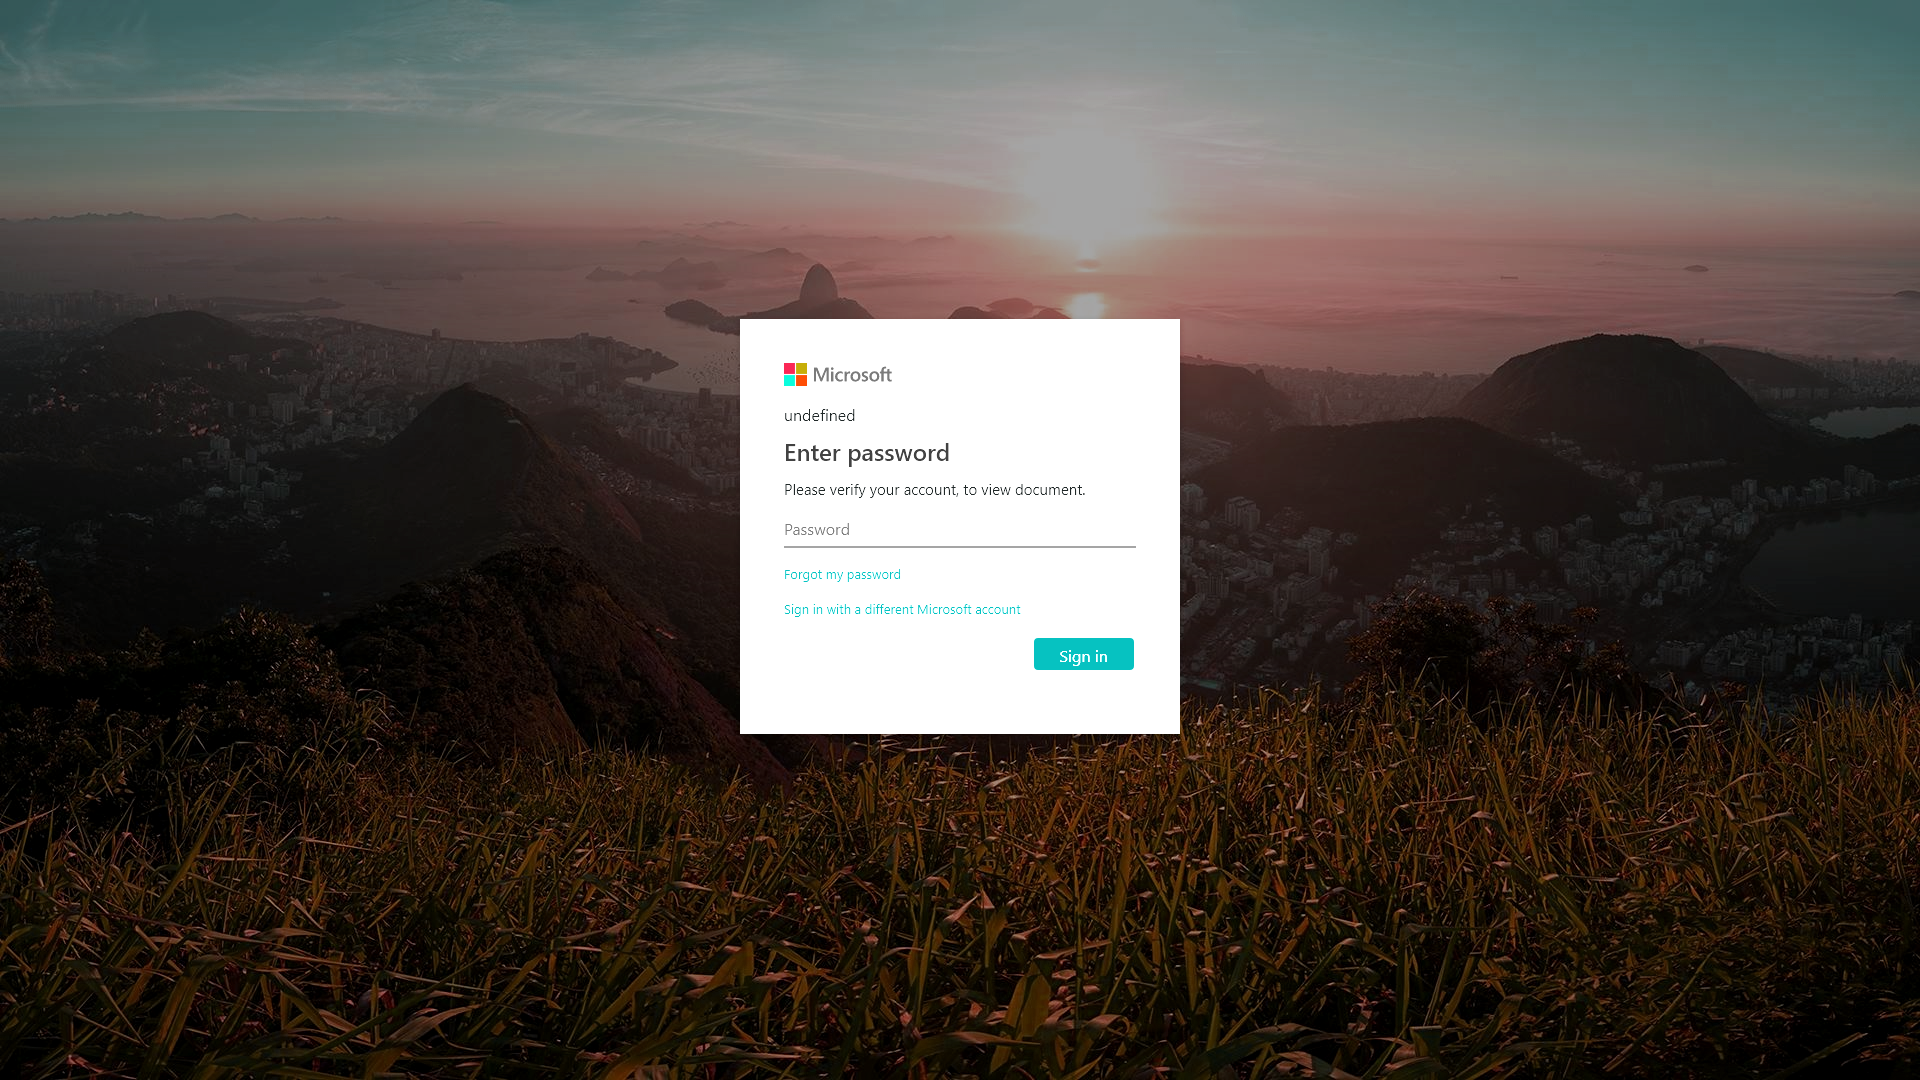 Microsoft
undefined
Enter password
Please verify your account, to view document.
Password
Forgot my password
Sign in with a different Microsoft account
Sign in